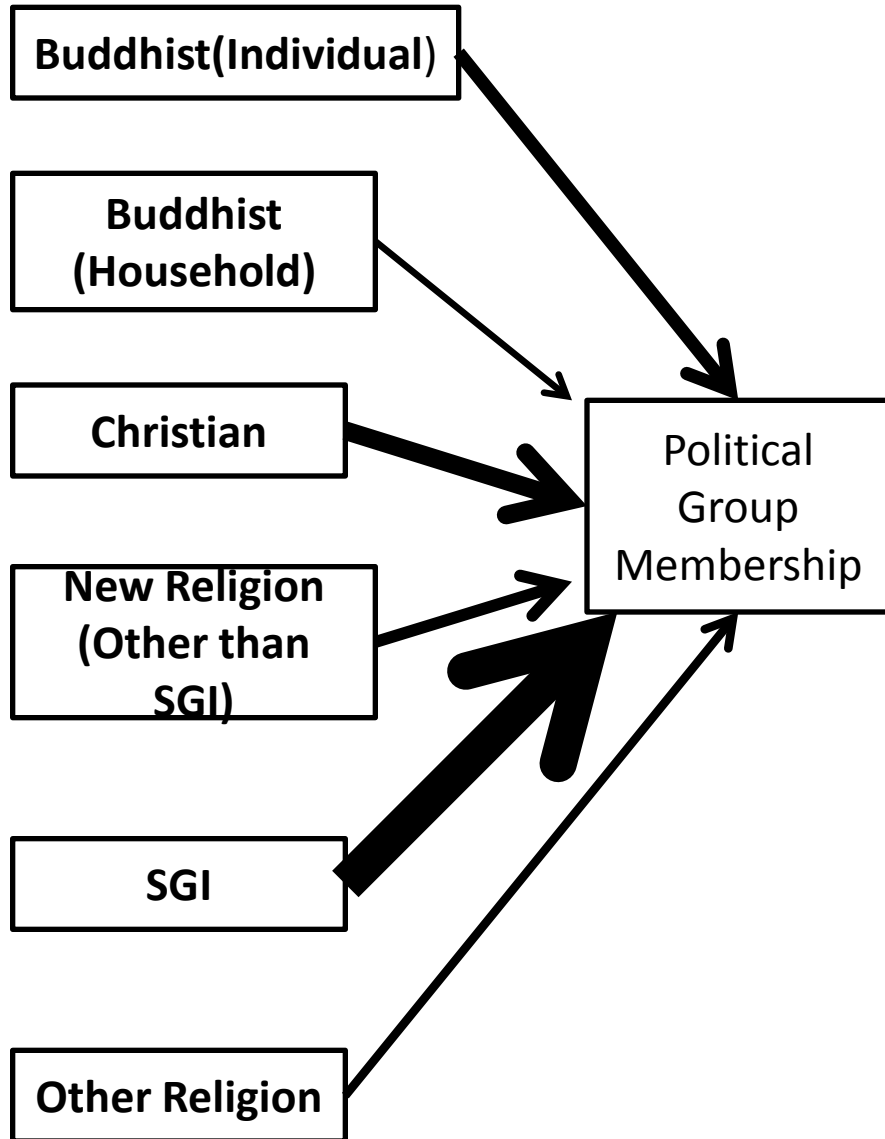 Buddhist(Individual)
Buddhist
(Household)
Christian
New Religion
(Other than
SGI)
SGI
Other Religion
Political
Group
Membership